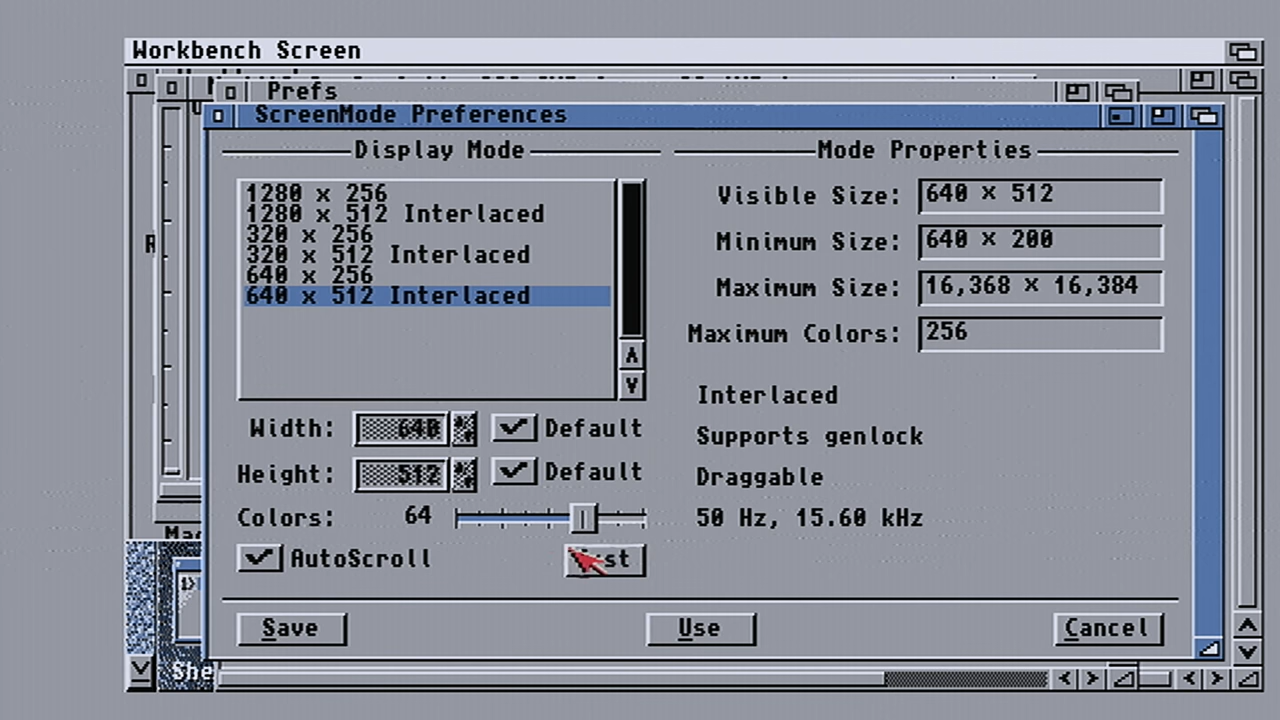 Workbench Screen
Prefs
ScreenMode Preferences
Display Mode
1280 x 256
1280 x 512 Interlaced
320 x 256
320 x 512 Interlaced
640 x 256
640 x 512 Interlaced
Width: 640 Default
Height: 512 Default
Colors: 64
AutoScroll
Mode Properties
Visible Size: 640 x 512
Minimum Size: 640 x 200
Maximum Size: 16,368 x 16,384
Maximum Colors: 256
Interlaced
Supports genlock
Draggable
50 Hz, 15.60 kHz
Save
Use
Cancel
1>
She